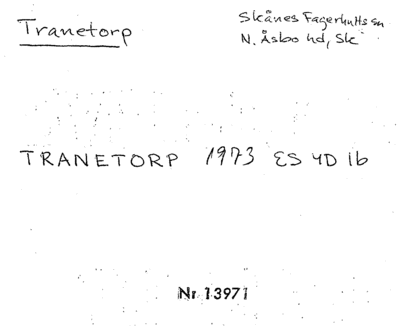 Tranetorp
Skånes Fagerhults sn
N. Åsbo hd, Sk
TRANETORP 1973 ES 4D 1b
Nr 13971